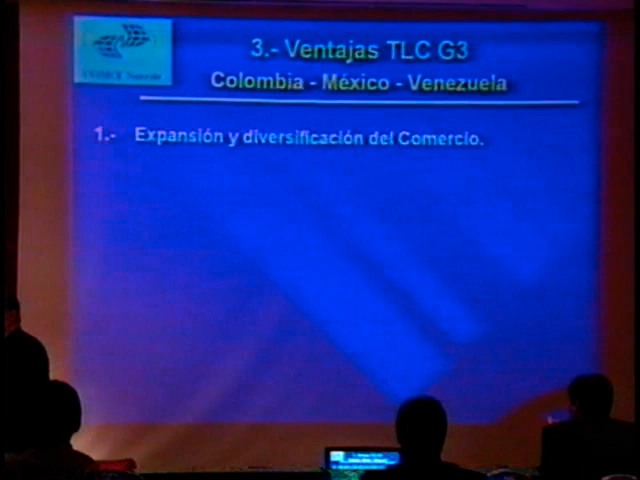 3.- Ventajas TLC G3
Colombia - México - Venezuela
1.- Expansión y diversificación del Comercio.